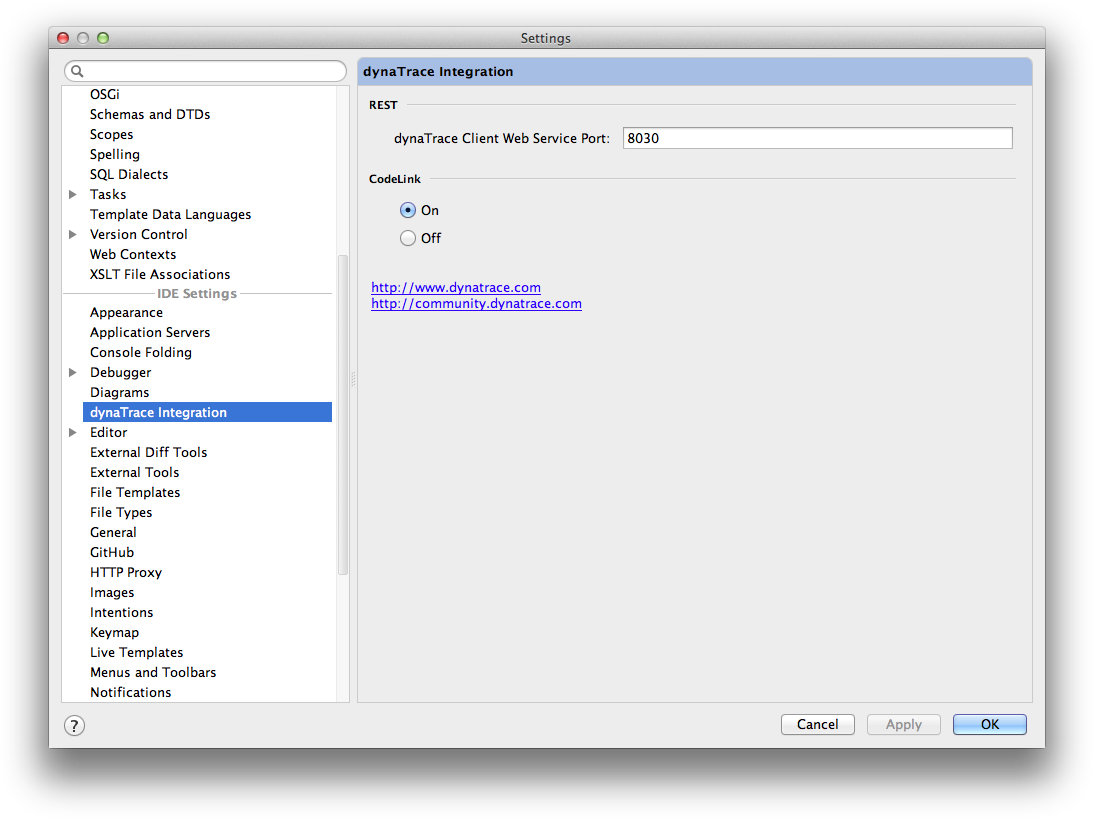 Settings
OSGi
Schemas and DTDs
Scopes
Spelling
SQL Dialects
Tasks
Template Data Languages
Version Control
Web Contexts
XSLT File Associations
IDE Settings
Appearance
Application Servers
Console Folding
Debugger
Diagrams
dynaTrace Integration
Editor
External Diff Tools
External Tools
File Templates
File Types
General
GitHub
HTTP Proxy
Images
Intentions
Keymap
Live Templates
Menus and Toolbars
Notifications
dynaTrace Integration
REST
dynaTrace Client Web Service Port: 8030
CodeLink
On
Off
http://www.dynatrace.com
http://community.dynatrace.com
?
Cancel Apply OK